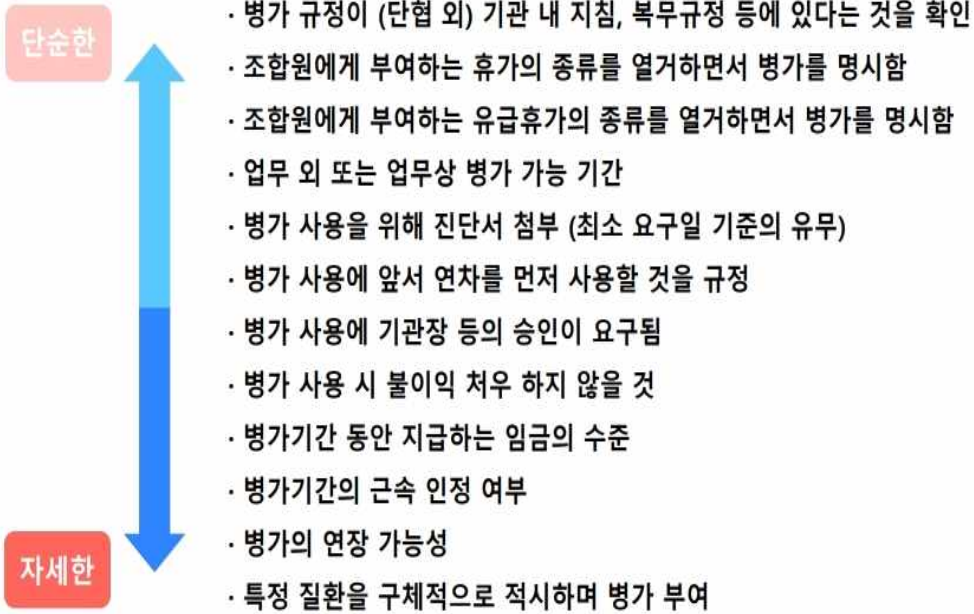 단순한
· 병가 규정이 (단협 외) 기관 내 지침, 복무규정 등에 있다는 것을 확인
· 조합원에게 부여하는 휴가의 종류를 열거하면서 병가를 명시함
· 조합원에게 부여하는 유급휴가의 종류를 열거하면서 병가를 명시함
· 업무 외 또는 업무상 병가 가능 기간
· 병가 사용을 위해 진단서 첨부 (최소 요구일 기준의 유무)
· 병가 사용에 앞서 연차를 먼저 사용할 것을 규정
· 병가 사용에 기관장 등의 승인이 요구됨
· 병가 사용 시 불이익 처우 하지 않을 것
· 병가기간 동안 지급하는 임금의 수준
· 병가기간의 근속 인정 여부
· 병가의 연장 가능성
자세한
· 특정 질환을 구체적으로 적시하며 병가 부여